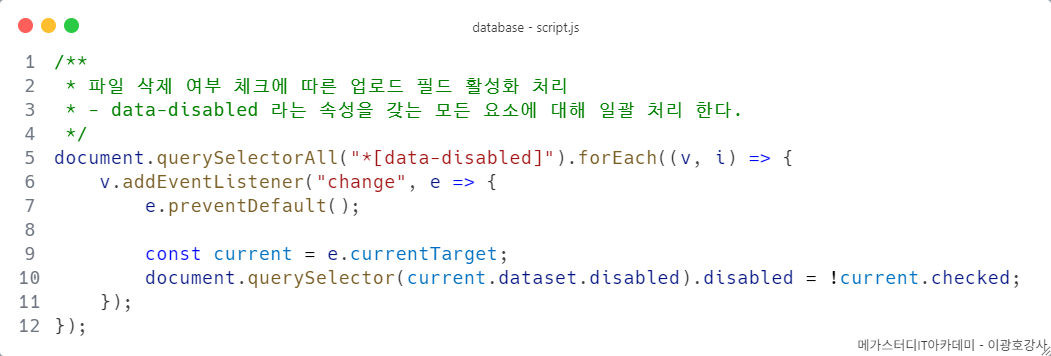 database - script.js
1 /**
2  * 파일 삭제 여부 체크에 따른 업로드 필드 활성화 처리
3  * - data-disabled 라는 속성을 갖는 모든 요소에 대해 일괄 처리 한다.
4  */
5 document.querySelectorAll("*[data-disabled]").forEach((v, i) => {
6     v.addEventListener("change", e => {
7         e.preventDefault();
8
9         const current = e.currentTarget;
10         document.querySelector(current.dataset.disabled).disabled = !current.checked;
11     });
12 });
메가스터디IT아카데미 - 이광호강사